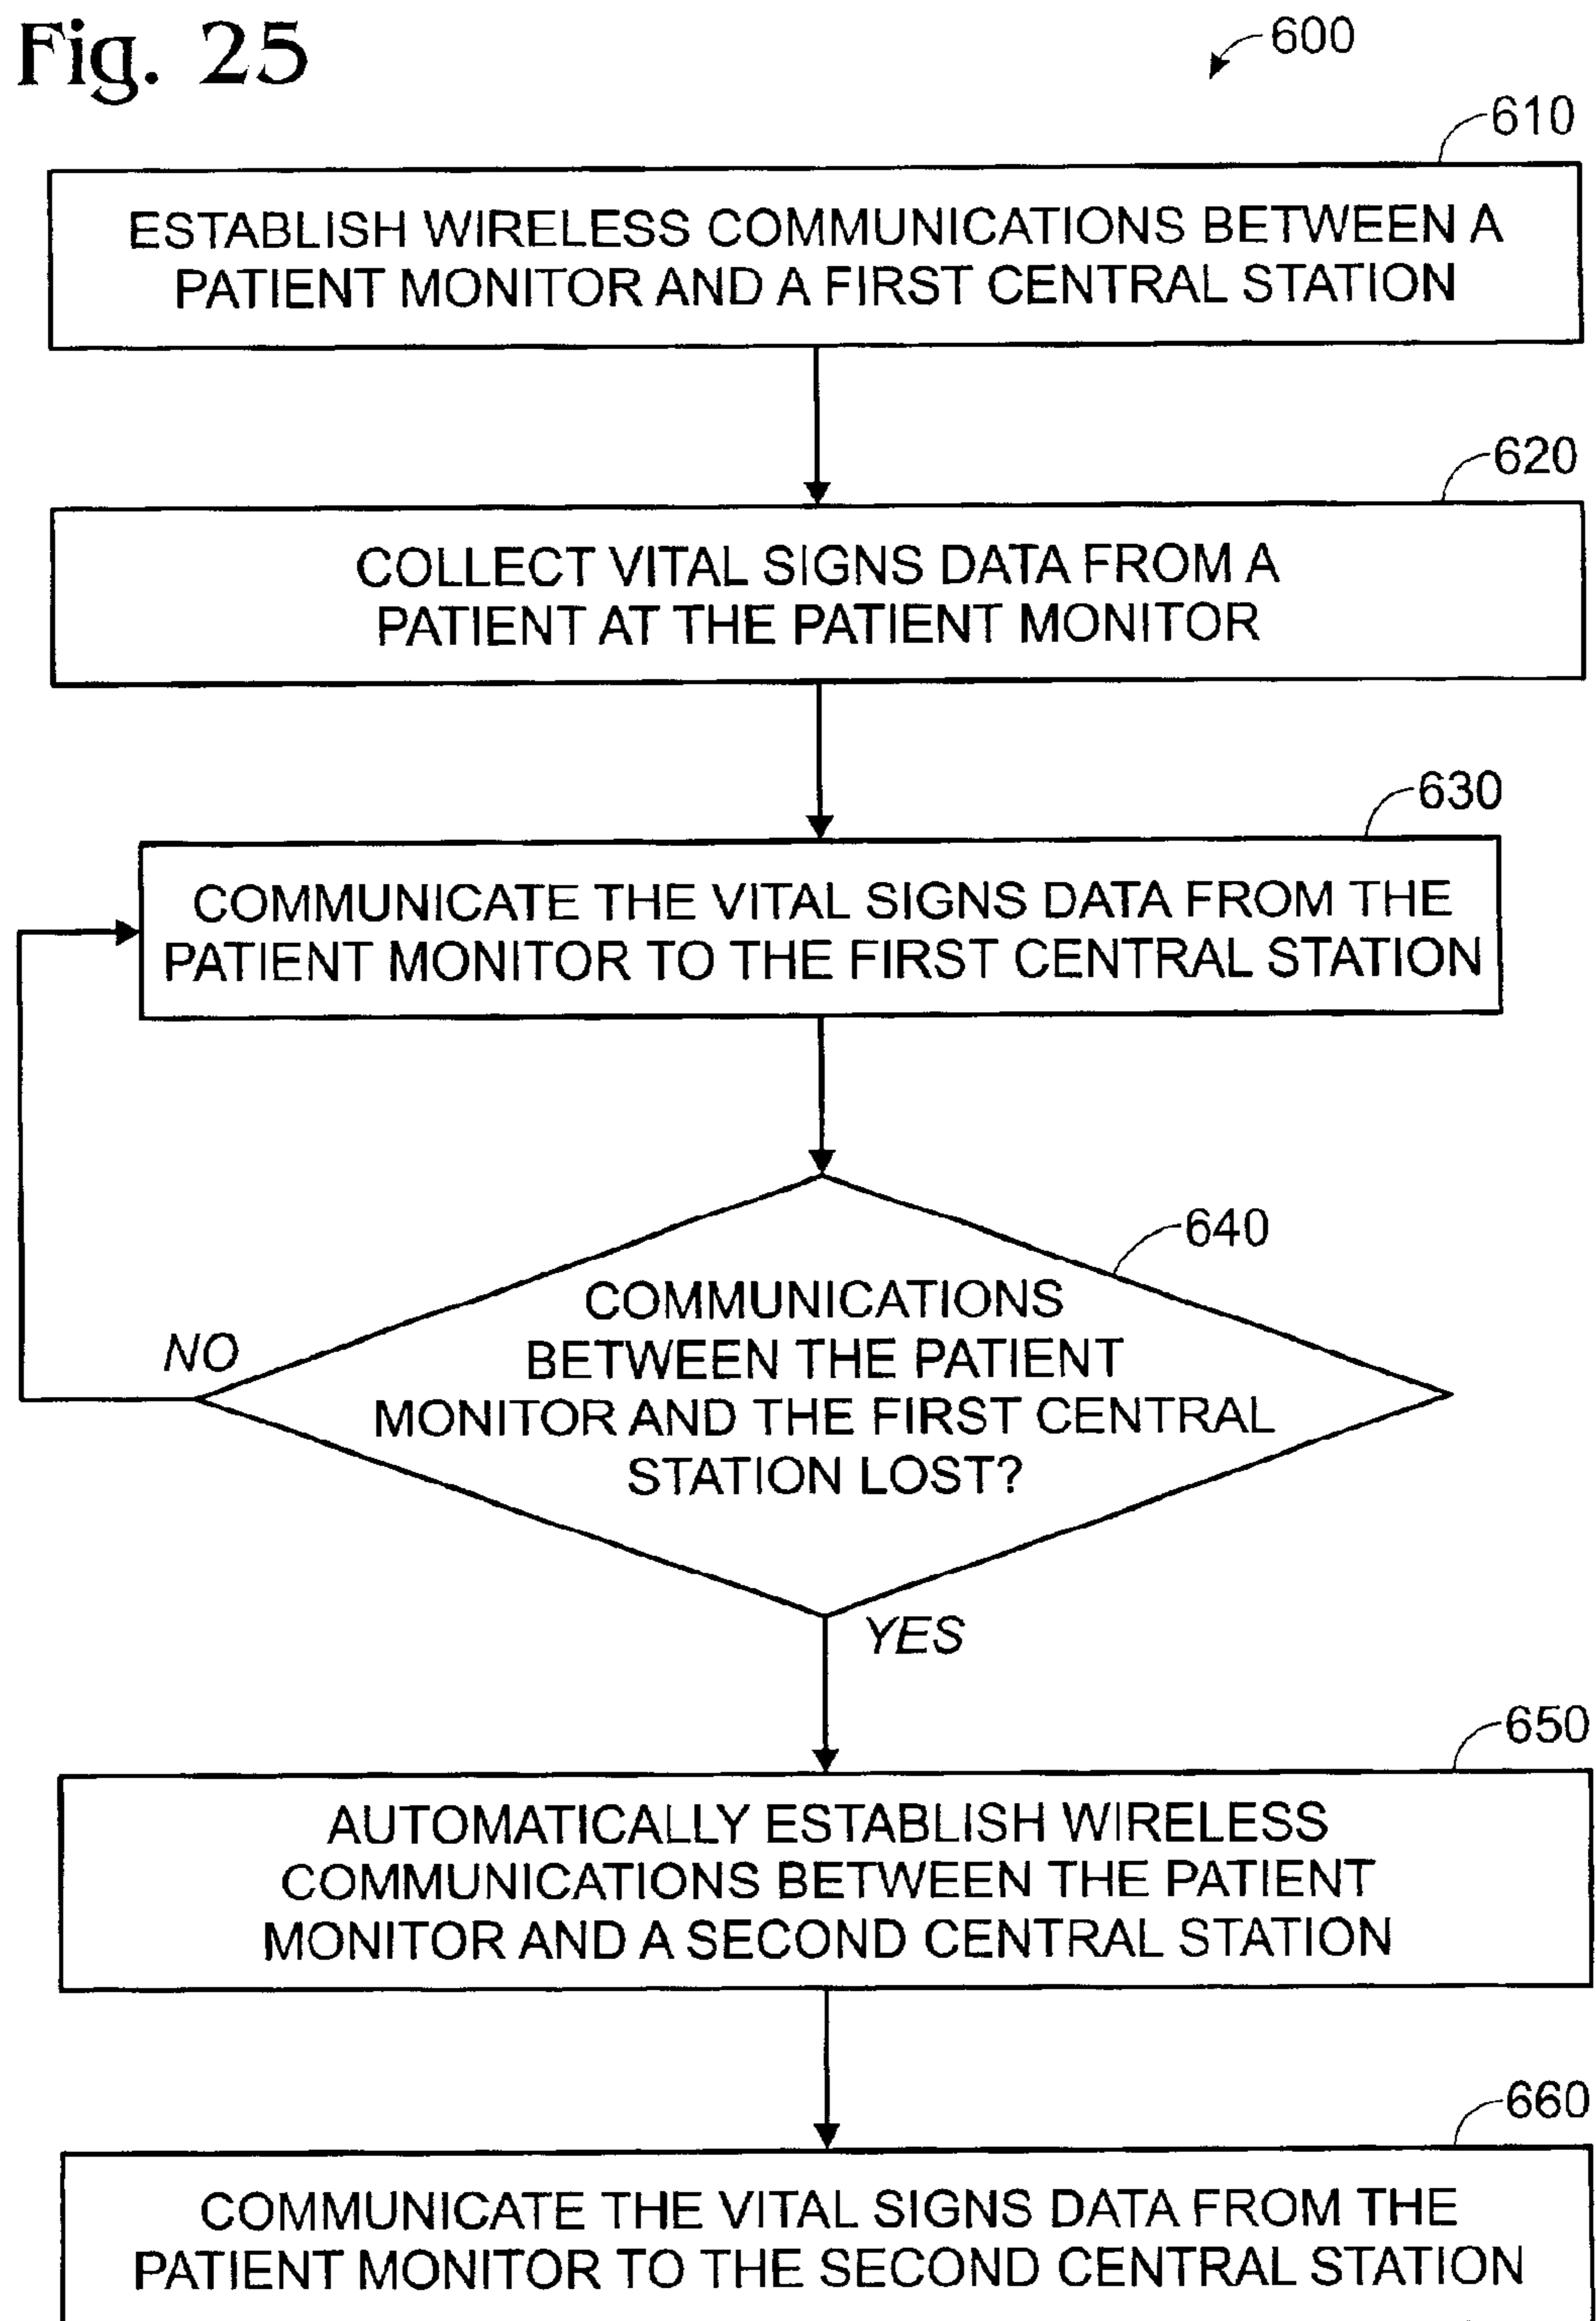 Fig. 25
600
610
ESTABLISH WIRELESS COMMUNICATIONS BETWEEN A
PATIENT MONITOR AND A FIRST CENTRAL STATION
620
COLLECT VITAL SIGNS DATA FROM A
PATIENT AT THE PATIENT MONITOR
630
COMMUNICATE THE VITAL SIGNS DATA FROM THE
PATIENT MONITOR TO THE FIRST CENTRAL STATION
640
COMMUNICATIONS
BETWEEN THE PATIENT
MONITOR AND THE FIRST CENTRAL
STATION LOST?
NO
YES
650
AUTOMATICALLY ESTABLISH WIRELESS
COMMUNICATIONS BETWEEN THE PATIENT
MONITOR AND A SECOND CENTRAL STATION
660
COMMUNICATE THE VITAL SIGNS DATA FROM THE
PATIENT MONITOR TO THE SECOND CENTRAL STATION